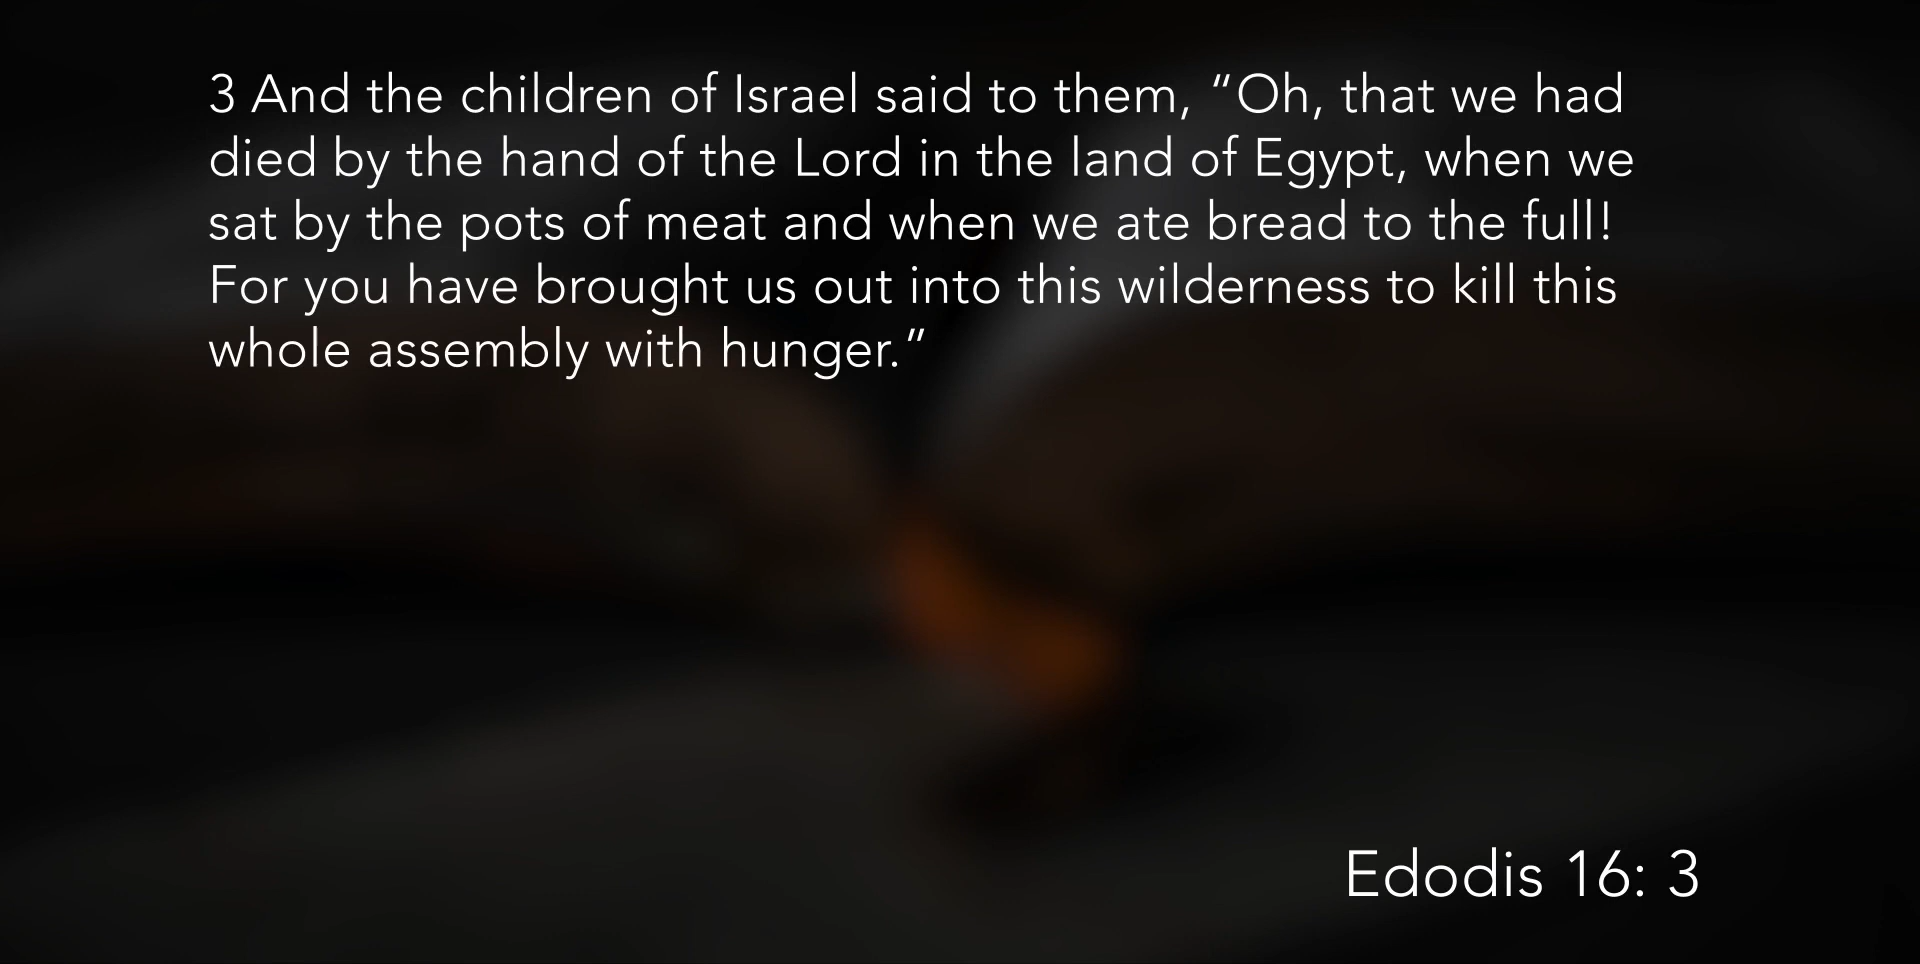 3 And the children of Israel said to them, “Oh, that we had
died by the hand of the Lord in the land of Egypt, when we
sat by the pots of meat and when we ate bread to the full!
For you have brought us out into this wilderness to kill this
whole assembly with hunger.”
Edodis 16: 3